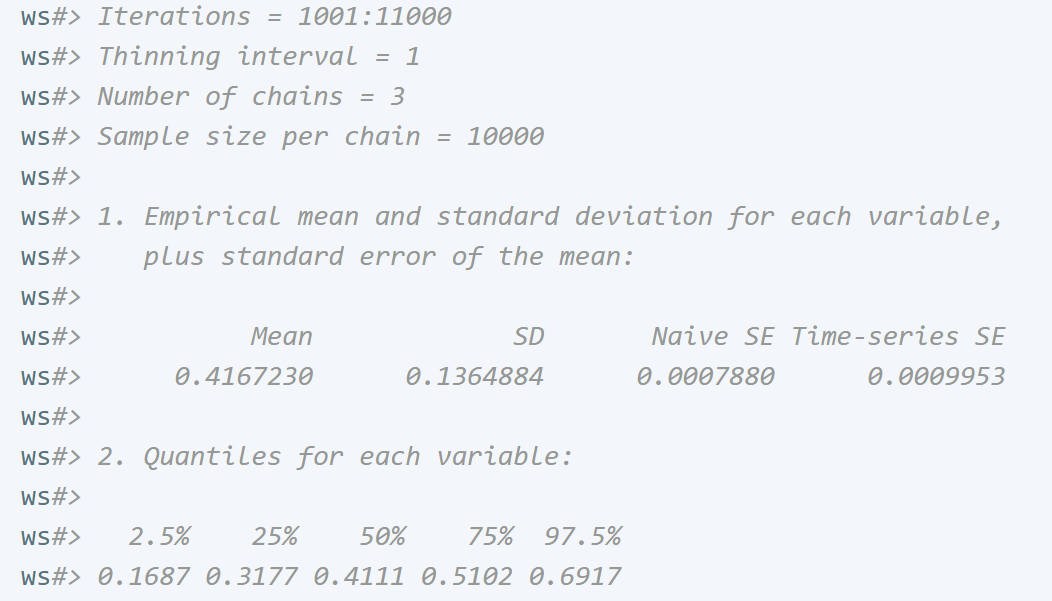 ws#> Iterations = 1001:11000
ws#> Thinning interval = 1
ws#> Number of chains = 3
ws#> Sample size per chain = 10000
ws#>
ws#> 1. Empirical mean and standard deviation for each variable,
ws#>    plus standard error of the mean:
ws#>
ws#>           Mean             SD       Naive SE Time-series SE
ws#>      0.4167230      0.1364884      0.0007880      0.0009953
ws#>
ws#> 2. Quantiles for each variable:
ws#>
ws#>   2.5%    25%    50%    75%  97.5%
ws#> 0.1687 0.3177 0.4111 0.5102 0.6917